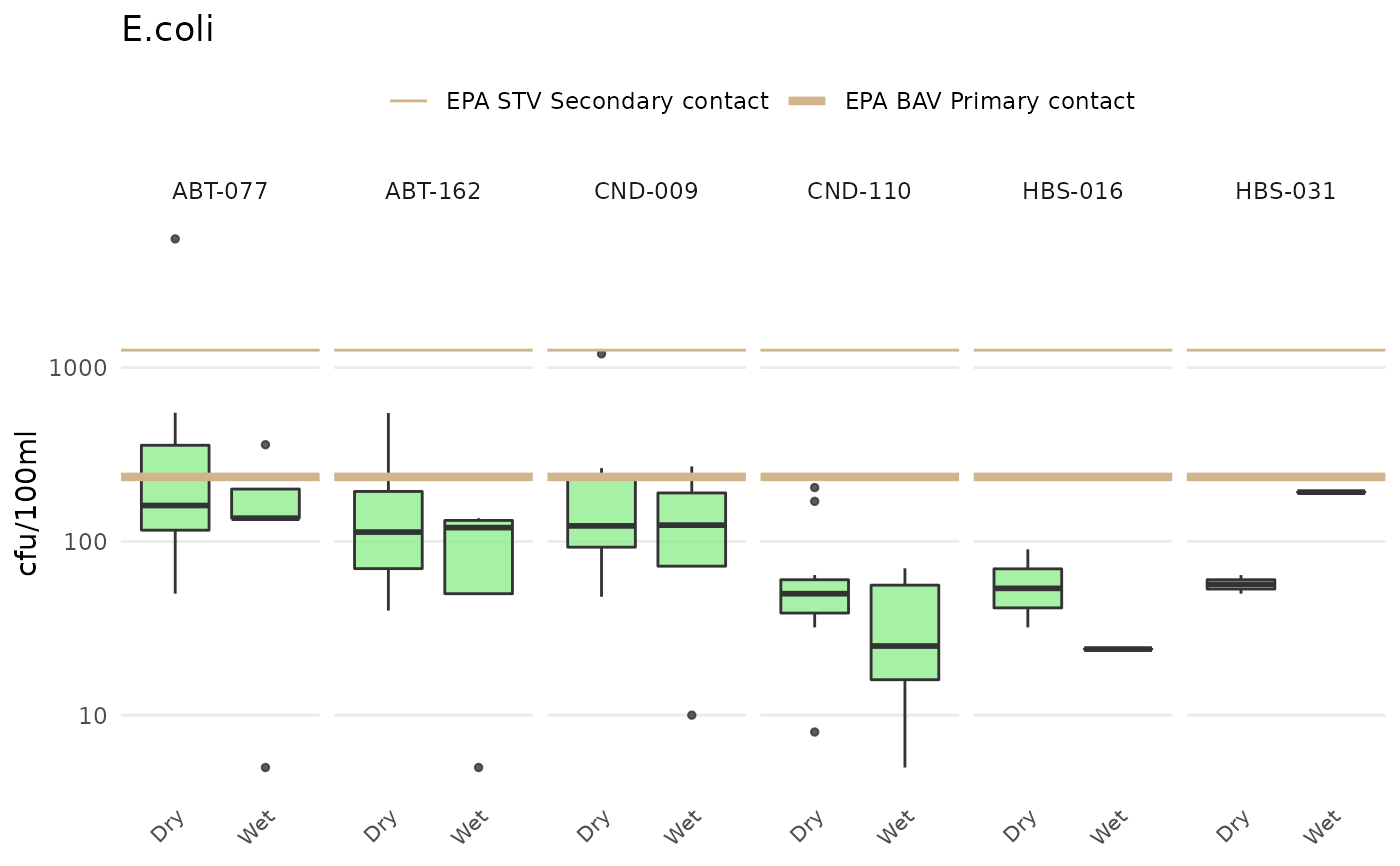 E.coli
EPA STV Secondary contact EPA BAV Primary contact
ABT-077 ABT-162 CND-009 CND-110 HBS-016 HBS-031
cfu/100ml
1000
100
10
Dry Wet Dry Wet Dry Wet Dry Wet Dry Wet Dry Wet